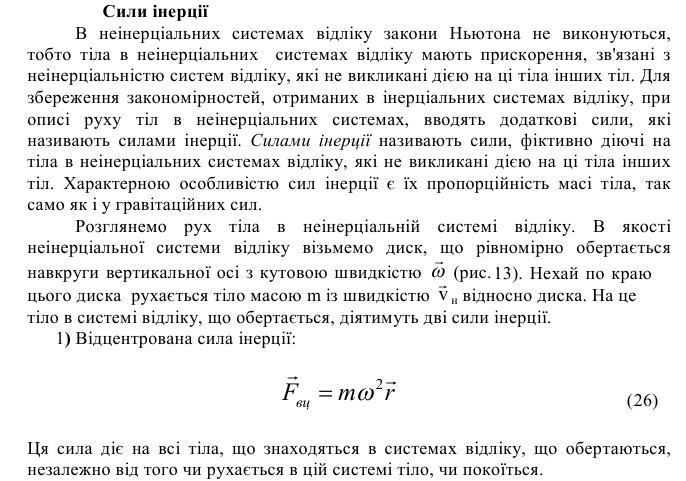 Сили інерції
В неінерціальних системах відліку закони Ньютона не виконуються,
тобто тіла в неінерціальних системах відліку мають прискорення, зв'язані з
неінерціальністю систем відліку, які не викликані дією на ці тіла інших тіл. Для
збереження закономірностей, отриманих в інерціальних системах відліку, при
описі руху тіл в неінерціальних системах, вводять додаткові сили, які
називають силами інерції. Силами інерції називають сили, фіктивно діючі на
тіла в неінерціальних системах відліку, які не викликані дією на ці тіла інших
тіл. Характерною особливістю сил інерції є їх пропорційність масі тіла, так
само як і у гравітаційних сил.
Розглянемо рух тіла в неінерціальній системі відліку. В якості
неінерціальної системи відліку візьмемо диск, що рівномірно обертається
навкруги вертикальної осі з кутовою швидкістю $\vec{\omega}$ (рис.13). Нехай по краю
цього диска рухається тіло масою m із швидкістю $\vec{v}_{н}$ відносно диска. На це
тіло в системі відліку, що обертається, діятимуть дві сили інерції.
1) Відцентрована сила інерції:
$\vec{F}_{вц} = m\omega^2\vec{r}$ (26)
Ця сила діє на всі тіла, що знаходяться в системах відліку, що обертаються,
незалежно від того чи рухається в цій системі тіло, чи покоїться.